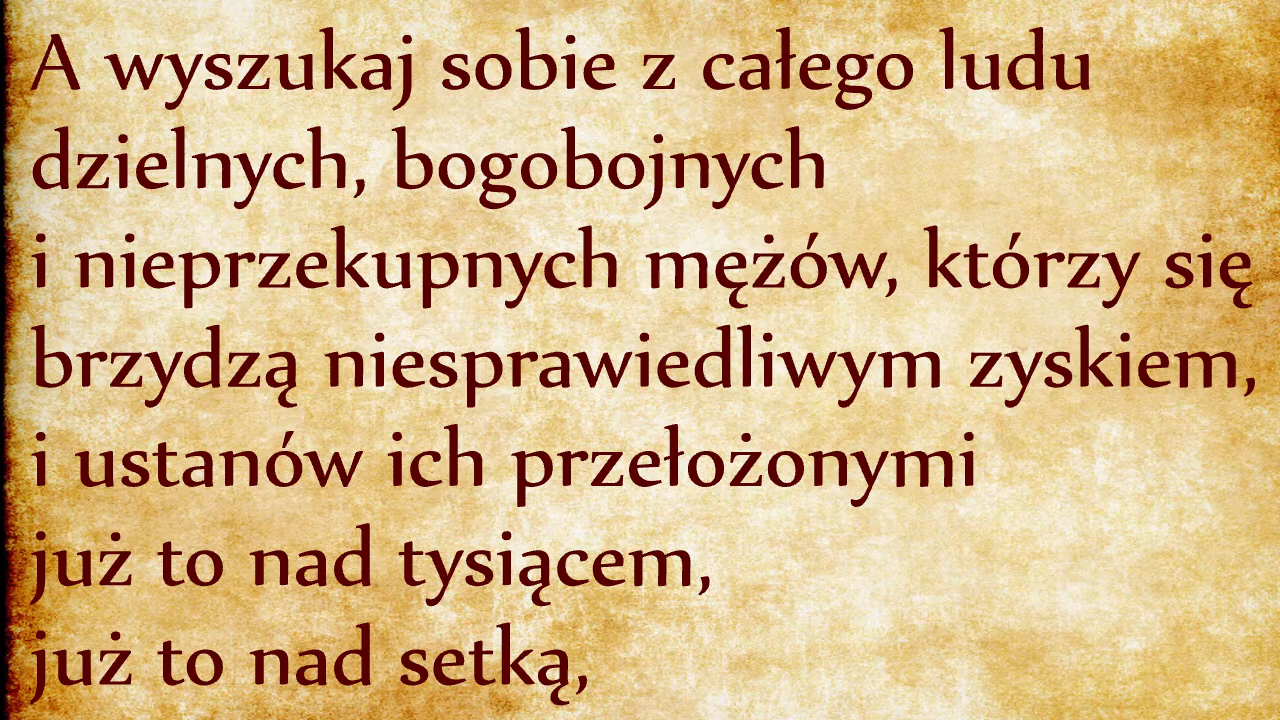 A wyszukaj sobie z całego ludu
dzielnych, bogobojnych
i nieprzekupnych mężów, którzy się
brzydzą niesprawiedliwym zyskiem,
i ustanów ich przełożonymi
już to nad tysiącem,
już to nad setką,